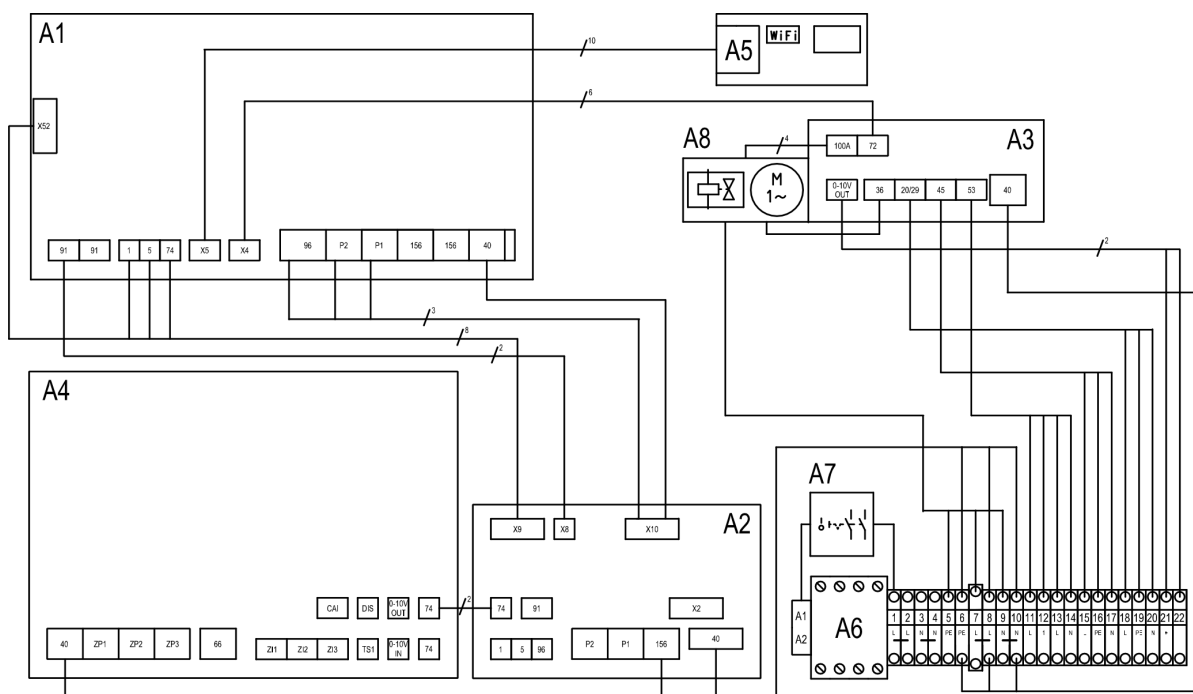 A1
10
A5
WiFi
6
X52
A8
4
100A 72
A3
M
1~
0-10V
OUT
36 20/29 45 53 40
91 91 1 5 74 X5 X4 96 P2 P1 156 156 40
2
3
8
2
A4
A7
A2
X9 X8 X10
CAI DIS 0-10V
OUT 74 2 74 91 X2
A1
A2
A6
1 2 3 4 5 6 7 8 9 10 11 12 13 14 15 16 17 18 19 20 21 22
L L N N PE PE L L N N L 1 L N PE N L PE N
40 ZP1 ZP2 ZP3 66 ZI1 ZI2 ZI3 TS1 0-10V
IN 74 1 5 96 P2 P1 156 40